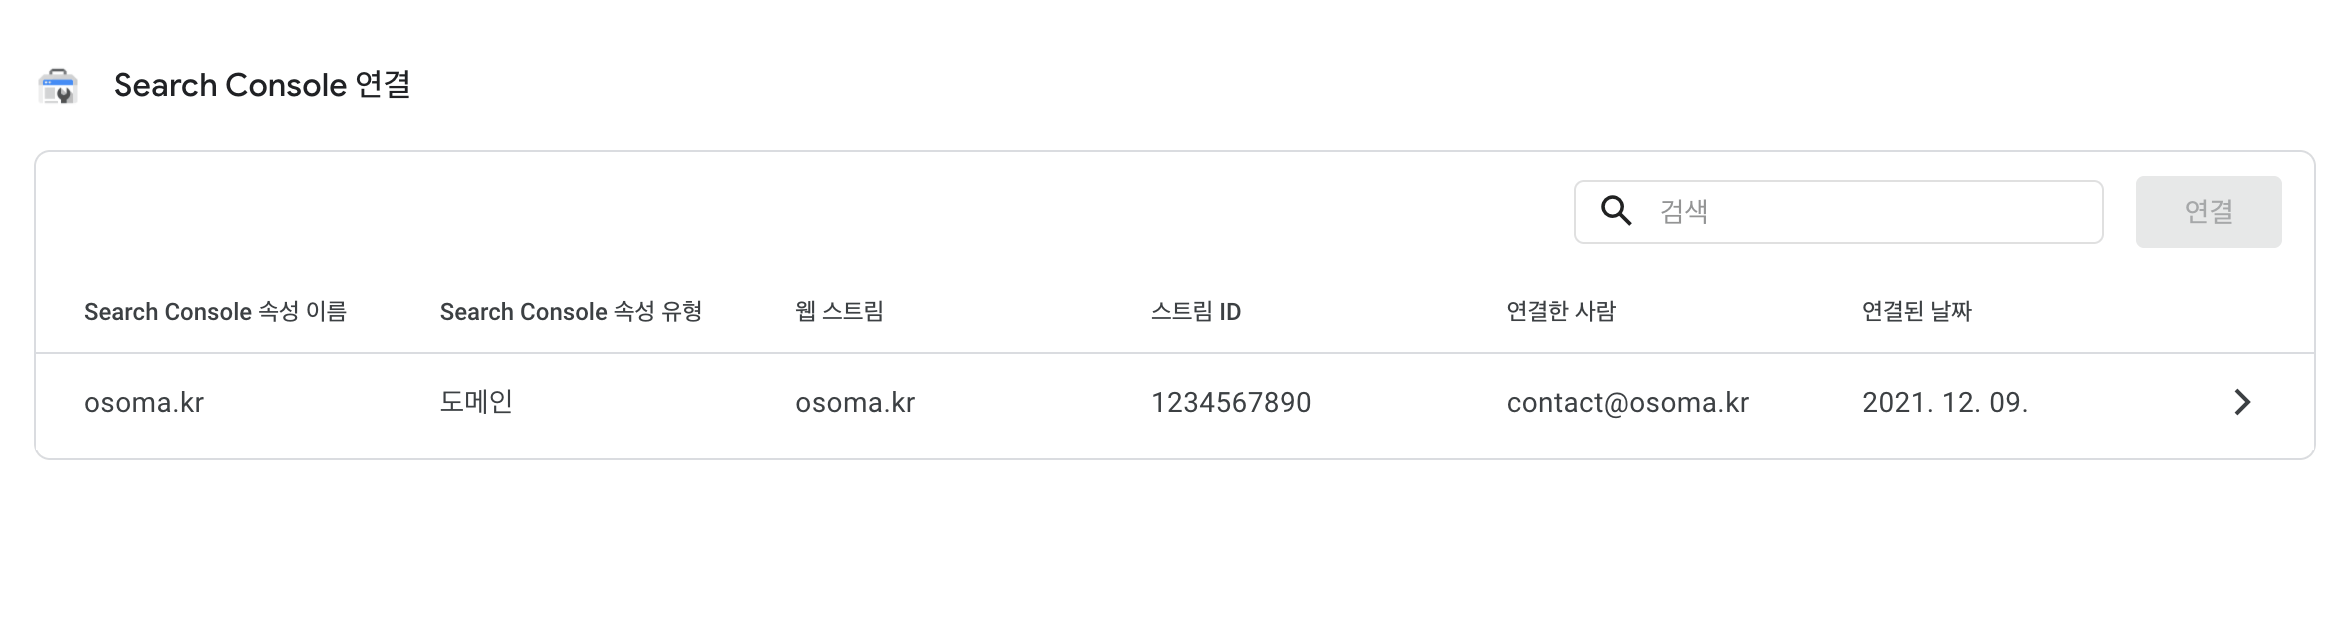 Search Console 연결
검색
연결
Search Console 속성 이름 Search Console 속성 유형 웹 스트림 스트림 ID 연결한 사람 연결된 날짜
osoma.kr 도메인 osoma.kr 1234567890 contact@osoma.kr 2021. 12. 09.